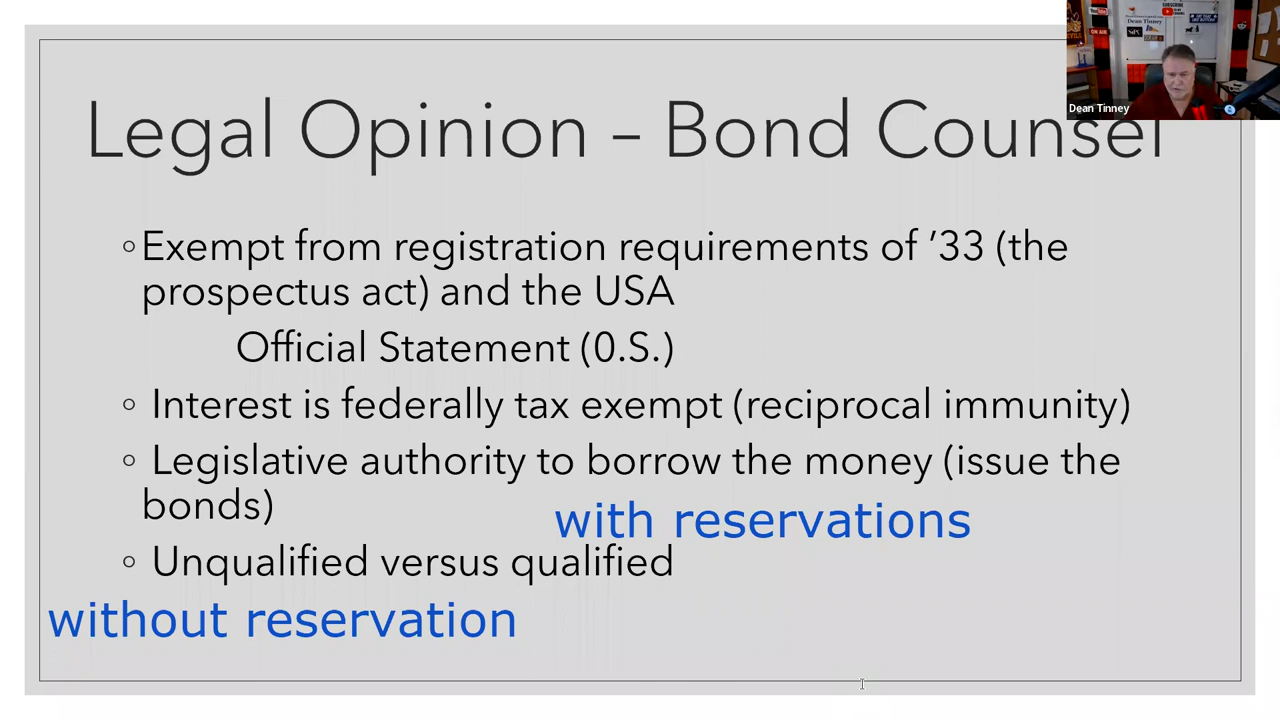 Legal Opinion – Bond Counsel
Dean Tinney
◦Exempt from registration requirements of ’33 (the
prospectus act) and the USA
Official Statement (0.S.)
◦ Interest is federally tax exempt (reciprocal immunity)
◦ Legislative authority to borrow the money (issue the
bonds)
with reservations
◦ Unqualified versus qualified
without reservation